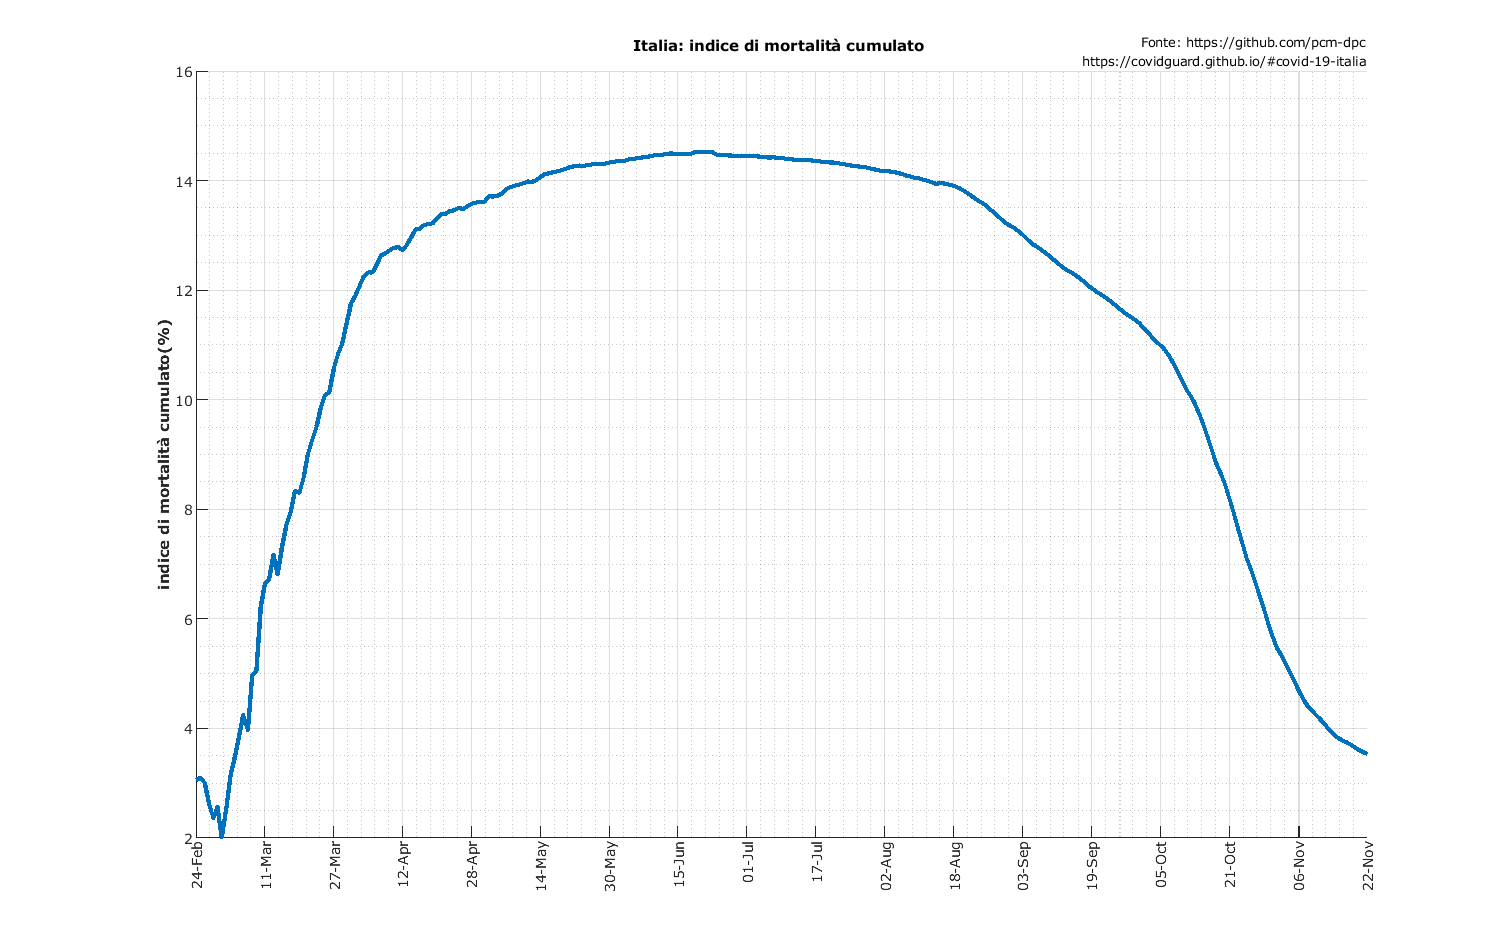 Italia: indice di mortalità cumulato
Fonte: https://github.com/pcm-dpc
https://covidguard.github.io/#covid-19-italia
indice di mortalità cumulato(%)
16
14
12
10
8
6
4
2
24-Feb
11-Mar
27-Mar
12-Apr
28-Apr
14-May
30-May
15-Jun
01-Jul
17-Jul
02-Aug
18-Aug
03-Sep
19-Sep
05-Oct
21-Oct
06-Nov
22-Nov